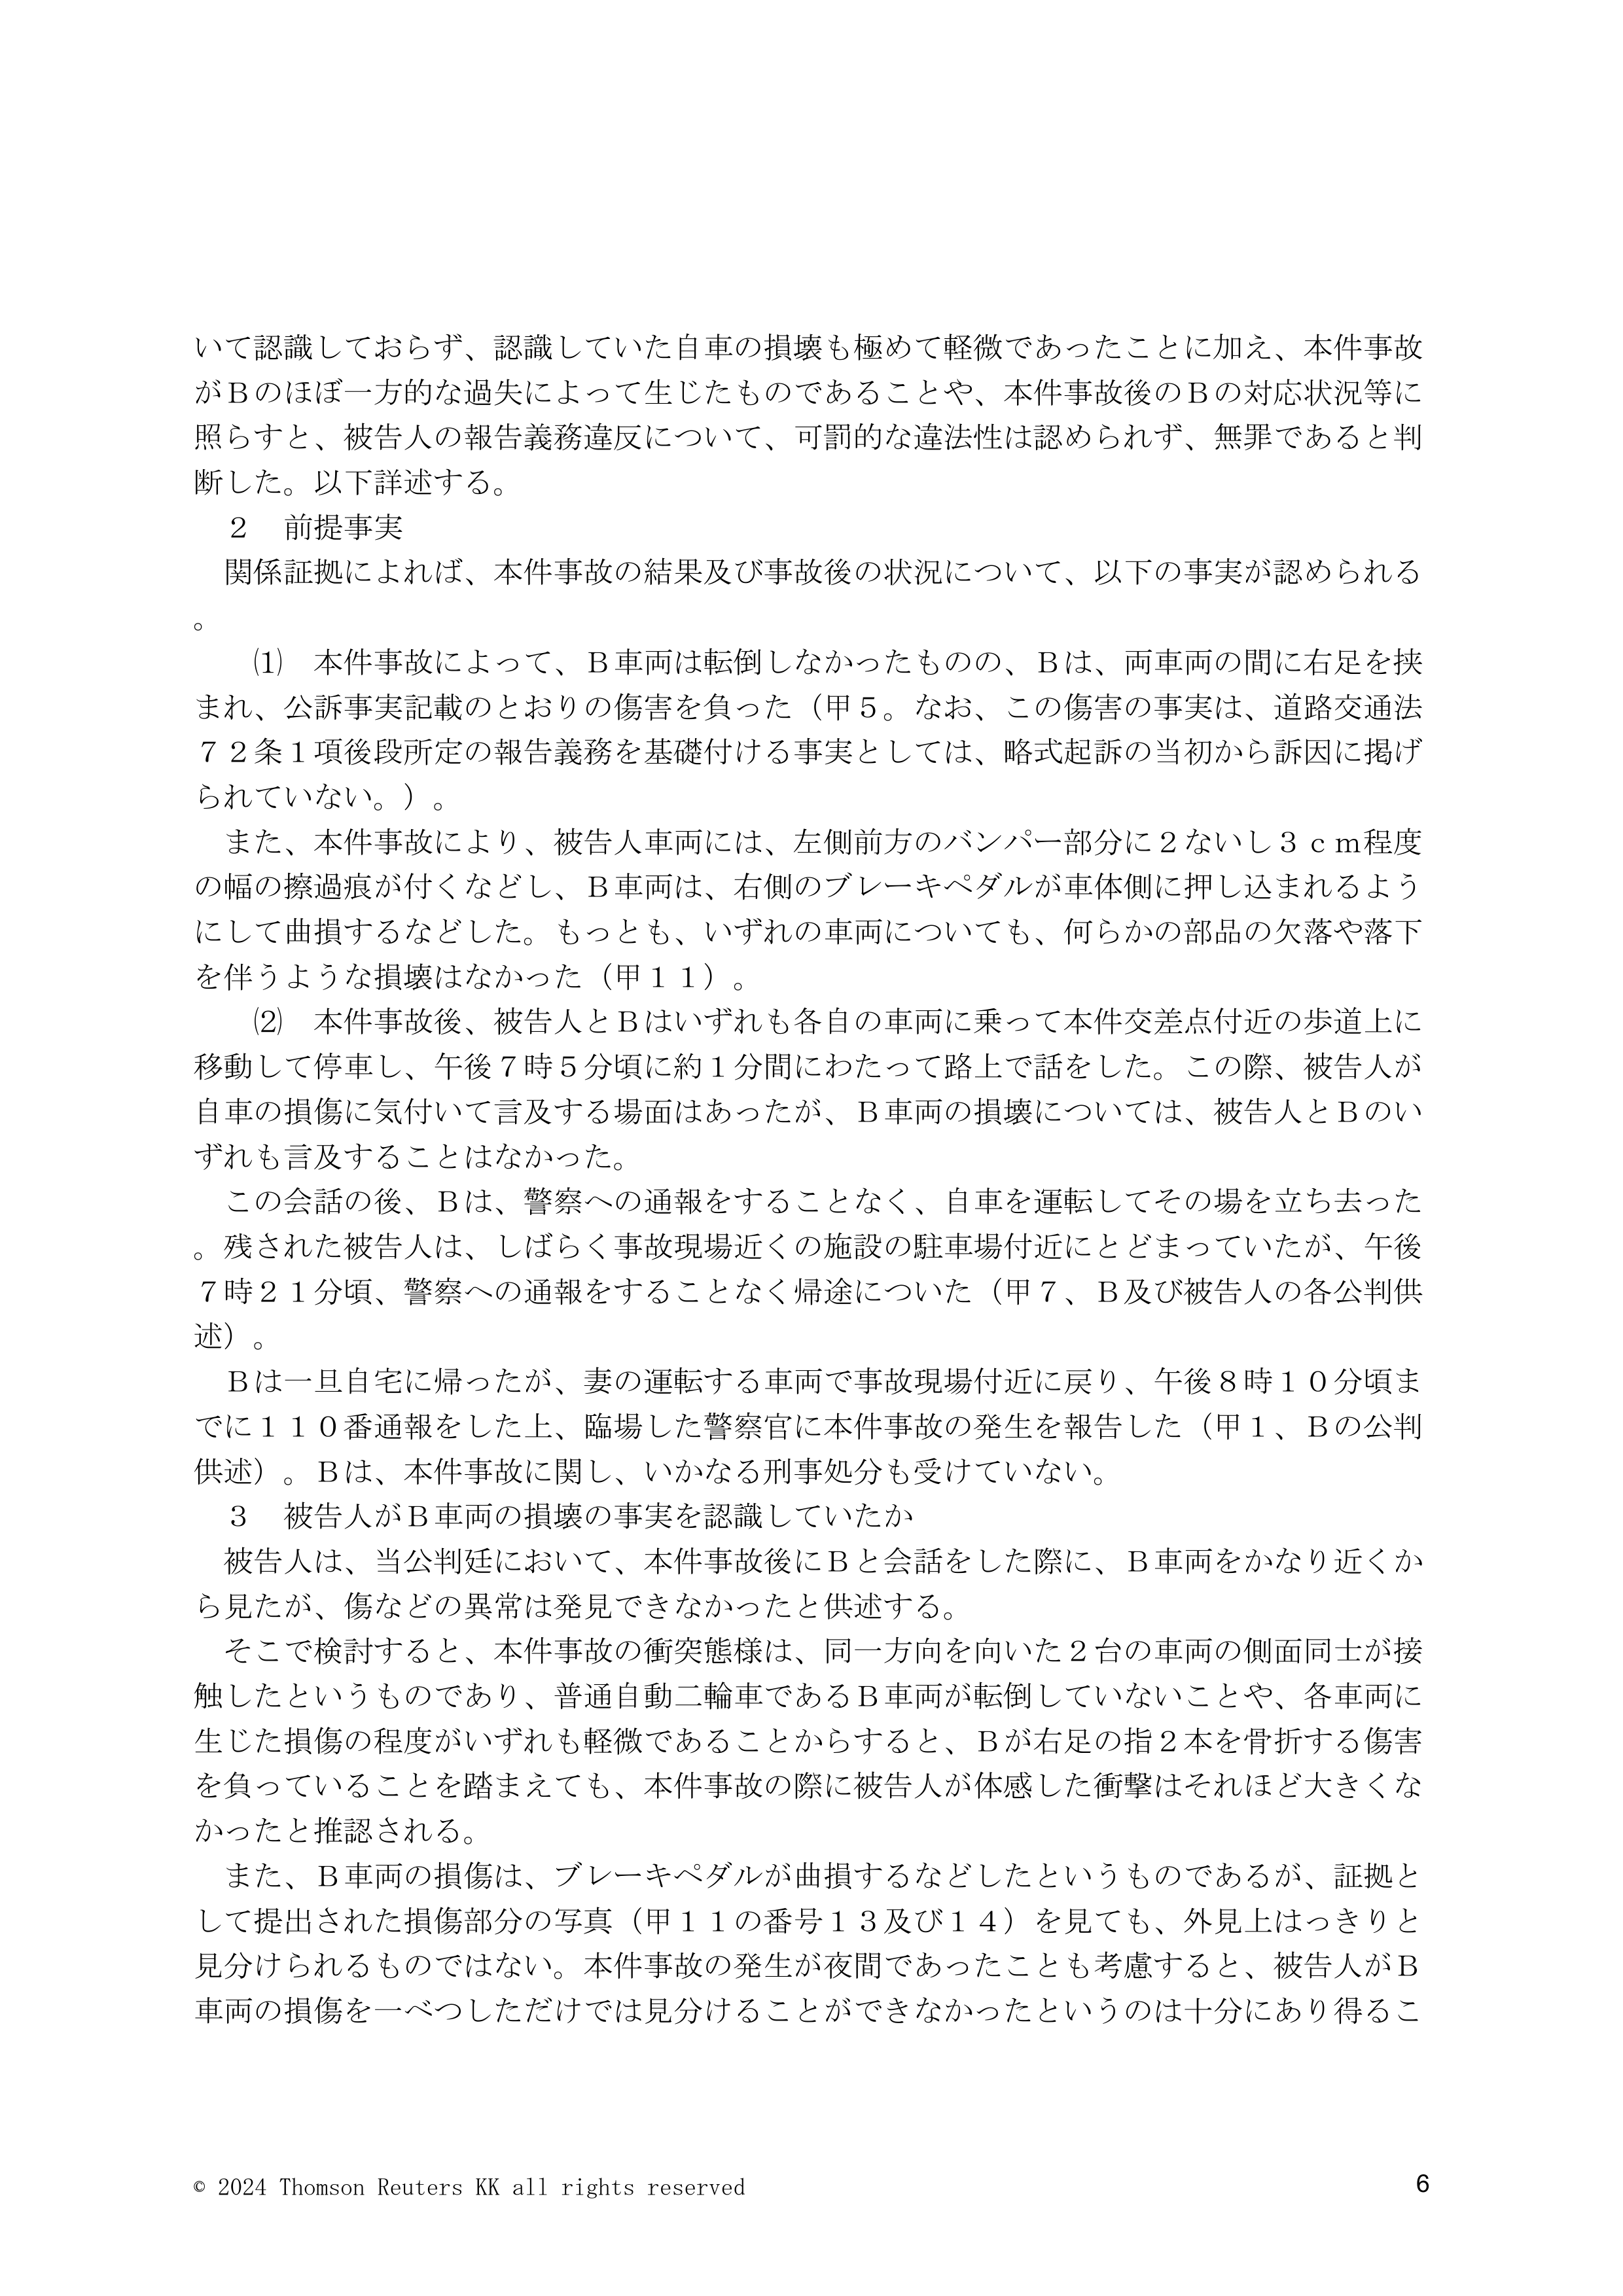 いて認識しておらず、認識していた自車の損壊も極めて軽微であったことに加え、本件事故
がＢのほぼ一方的な過失によって生じたものであることや、本件事故後のＢの対応状況等に
照らすと、被告人の報告義務違反について、可罰的な違法性は認められず、無罪であると判
断した。以下詳述する。
　２　前提事実
　関係証拠によれば、本件事故の結果及び事故後の状況について、以下の事実が認められる
。
　　⑴　本件事故によって、Ｂ車両は転倒しなかったものの、Ｂは、両車両の間に右足を挟
まれ、公訴事実記載のとおりの傷害を負った（甲５。なお、この傷害の事実は、道路交通法
７２条１項後段所定の報告義務を基礎付ける事実としては、略式起訴の当初から訴因に掲げ
られていない。）。
　また、本件事故により、被告人車両には、左側前方のバンパー部分に２ないし３ｃｍ程度
の幅の擦過痕が付くなどし、Ｂ車両は、右側のブレーキペダルが車体側に押し込まれるよう
にして曲損するなどした。もっとも、いずれの車両についても、何らかの部品の欠落や落下
を伴うような損壊はなかった（甲１１）。
　　⑵　本件事故後、被告人とＢはいずれも各自の車両に乗って本件交差点付近の歩道上に
移動して停車し、午後７時５分頃に約１分間にわたって路上で話をした。この際、被告人が
自車の損傷に気付いて言及する場面はあったが、Ｂ車両の損壊については、被告人とＢのい
ずれも言及することはなかった。
　この会話の後、Ｂは、警察への通報をすることなく、自車を運転してその場を立ち去った
。残された被告人は、しばらく事故現場近くの施設の駐車場付近にとどまっていたが、午後
７時２１分頃、警察への通報をすることなく帰途についた（甲７、Ｂ及び被告人の各公判供
述）。
　Ｂは一旦自宅に帰ったが、妻の運転する車両で事故現場付近に戻り、午後８時１０分頃ま
でに１１０番通報をした上、臨場した警察官に本件事故の発生を報告した（甲１、Ｂの公判
供述）。Ｂは、本件事故に関し、いかなる刑事処分も受けていない。
　３　被告人がＢ車両の損壊の事実を認識していたか
　被告人は、当公判廷において、本件事故後にＢと会話をした際に、Ｂ車両をかなり近くか
ら見たが、傷などの異常は発見できなかったと供述する。
　そこで検討すると、本件事故の衝突態様は、同一方向を向いた２台の車両の側面同士が接
触したというものであり、普通自動二輪車であるＢ車両が転倒していないことや、各車両に
生じた損傷の程度がいずれも軽微であることからすると、Ｂが右足の指２本を骨折する傷害
を負っていることを踏まえても、本件事故の際に被告人が体感した衝撃はそれほど大きくな
かったと推認される。
　また、Ｂ車両の損傷は、ブレーキペダルが曲損するなどしたというものであるが、証拠と
して提出された損傷部分の写真（甲１１の番号１３及び１４）を見ても、外見上はっきりと
見分けられるものではない。本件事故の発生が夜間であったことも考慮すると、被告人がＢ
車両の損傷を一べつしただけでは見分けることができなかったというのは十分にあり得るこ
© 2024 Thomson Reuters KK all rights reserved
6